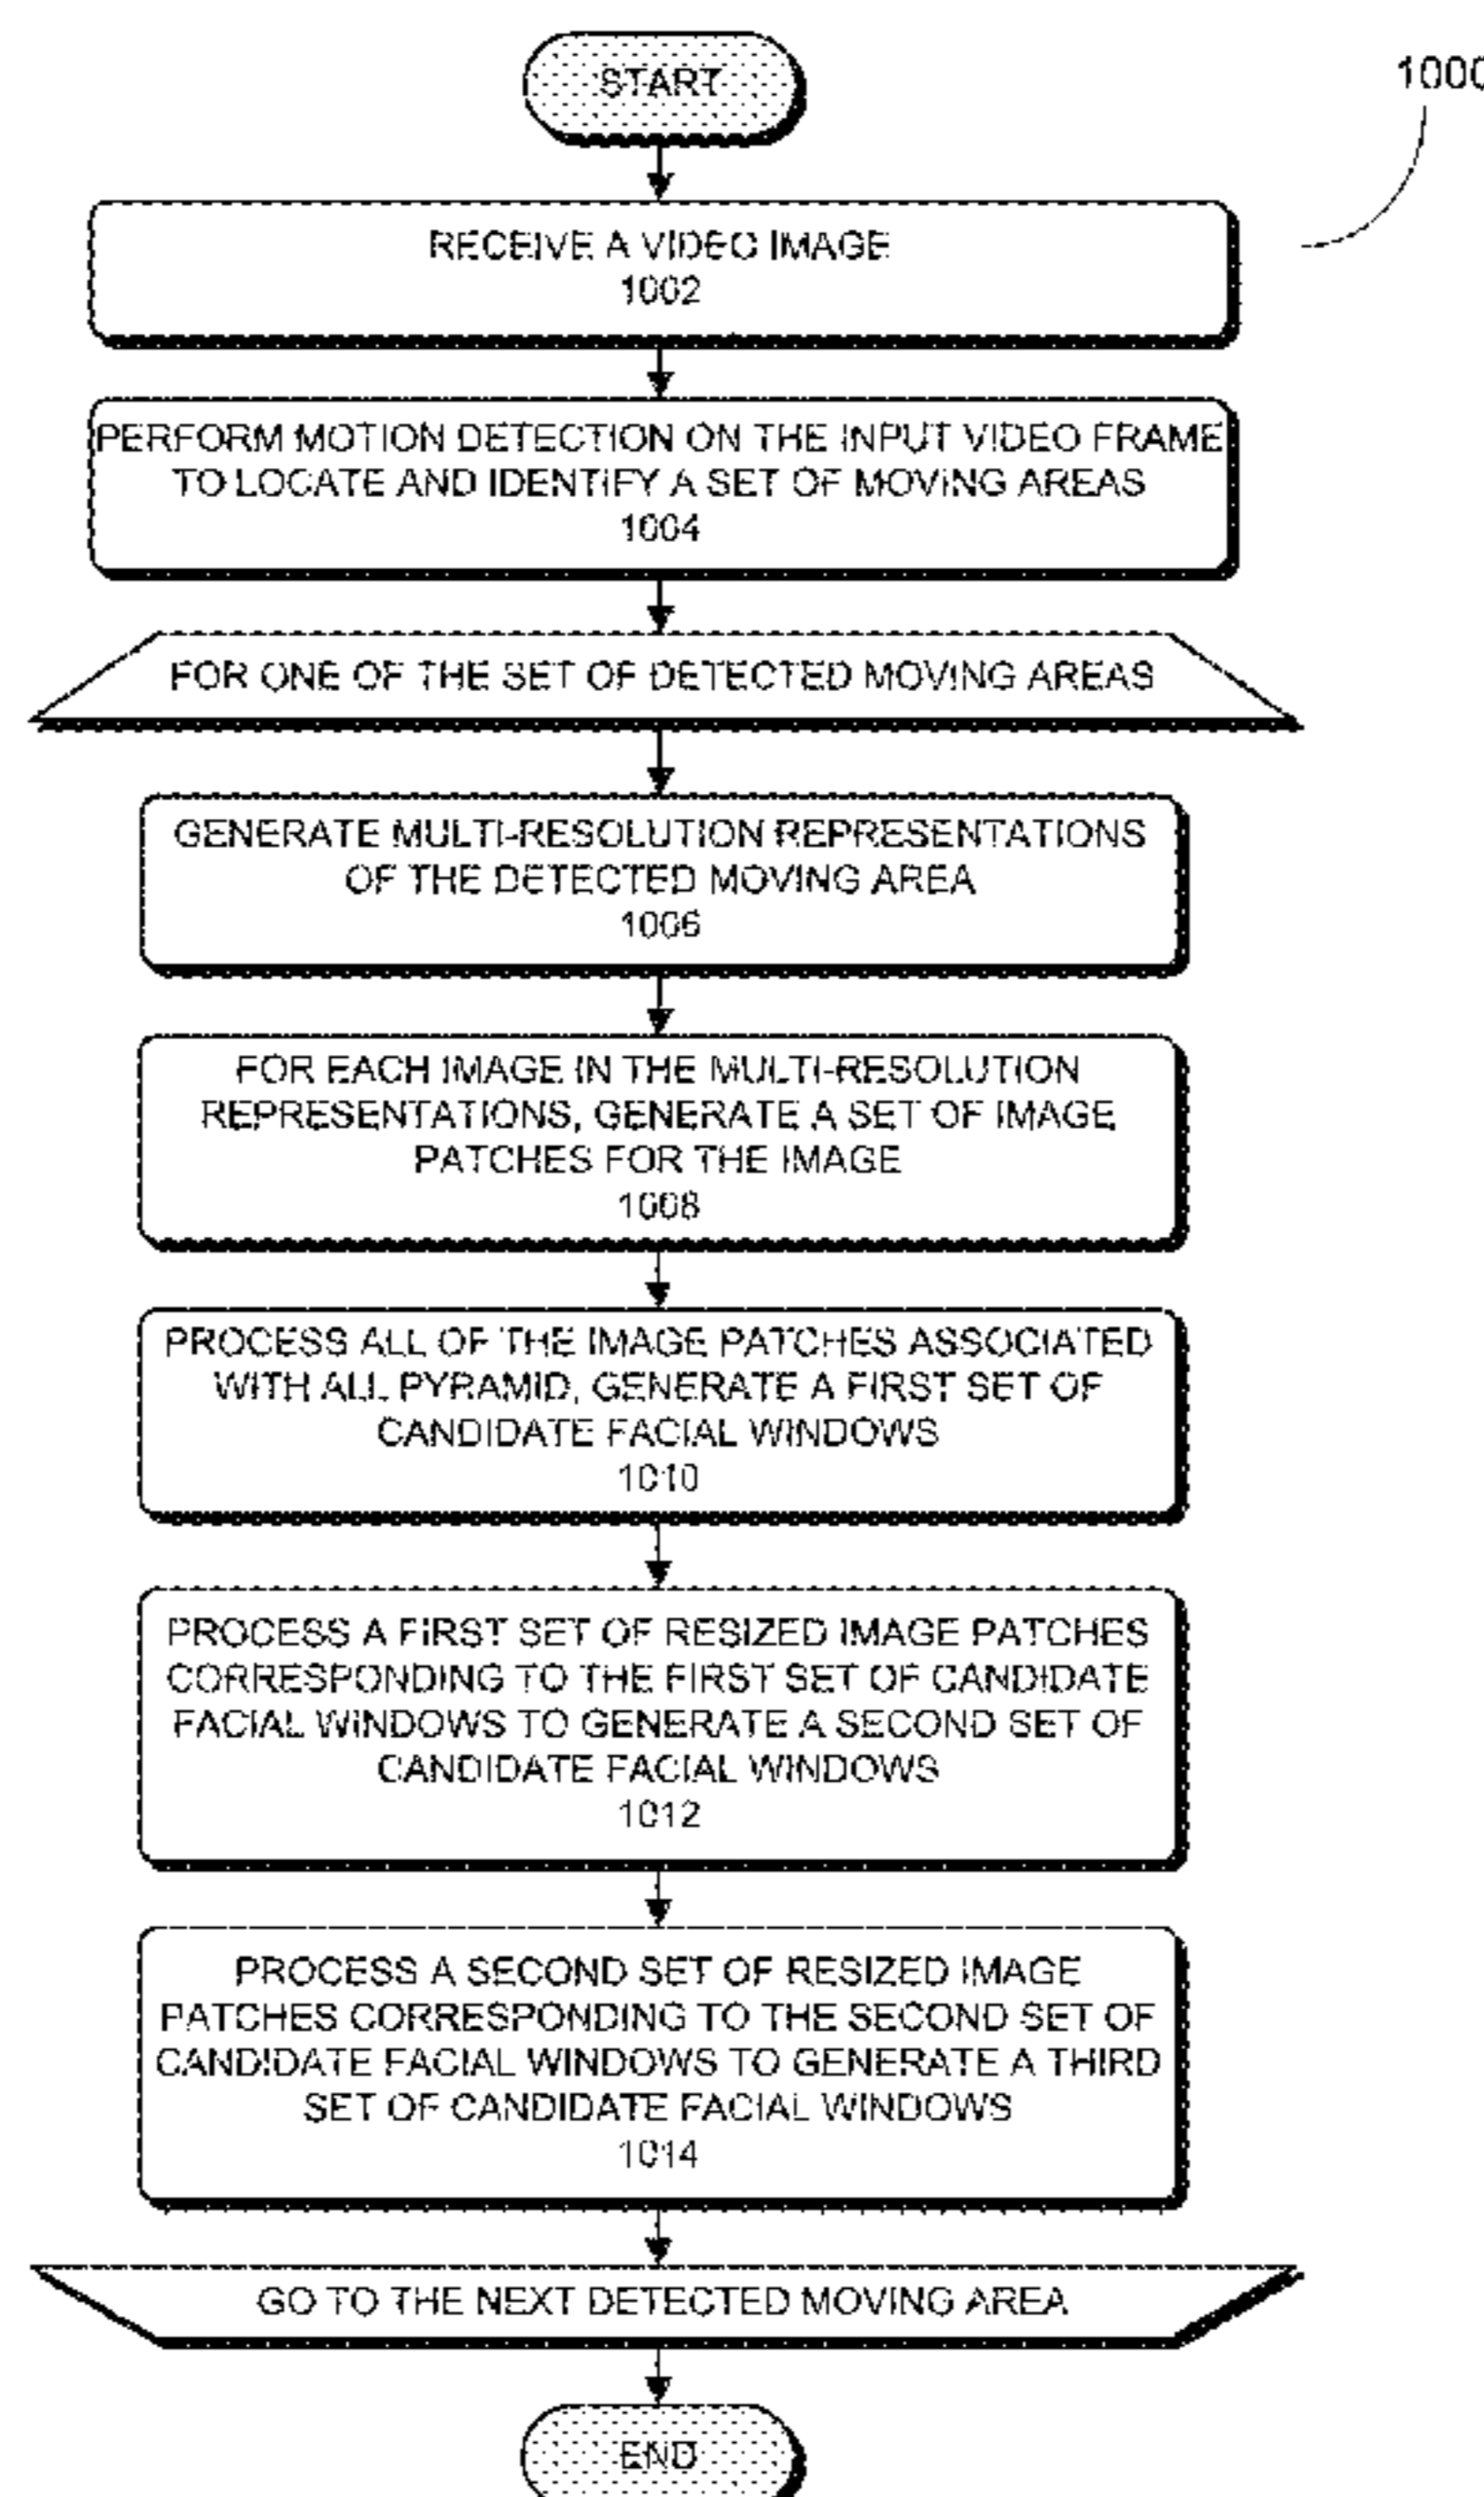 START
1000
RECEIVE A VIDEO IMAGE
1002
PERFORM MOTION DETECTION ON THE INPUT VIDEO FRAME
TO LOCATE AND IDENTIFY A SET OF MOVING AREAS
1004
FOR ONE OF THE SET OF DETECTED MOVING AREAS
GENERATE MULTI-RESOLUTION REPRESENTATIONS
OF THE DETECTED MOVING AREA
1006
FOR EACH IMAGE IN THE MULTI-RESOLUTION
REPRESENTATIONS, GENERATE A SET OF IMAGE
PATCHES FOR THE IMAGE
1008
PROCESS ALL OF THE IMAGE PATCHES ASSOCIATED
WITH ALL PYRAMID, GENERATE A FIRST SET OF
CANDIDATE FACIAL WINDOWS
1010
PROCESS A FIRST SET OF RESIZED IMAGE PATCHES
CORRESPONDING TO THE FIRST SET OF CANDIDATE
FACIAL WINDOWS TO GENERATE A SECOND SET OF
CANDIDATE FACIAL WINDOWS
1012
PROCESS A SECOND SET OF RESIZED IMAGE
PATCHES CORRESPONDING TO THE SECOND SET OF
CANDIDATE FACIAL WINDOWS TO GENERATE A THIRD
SET OF CANDIDATE FACIAL WINDOWS
1014
GO TO THE NEXT DETECTED MOVING AREA
END